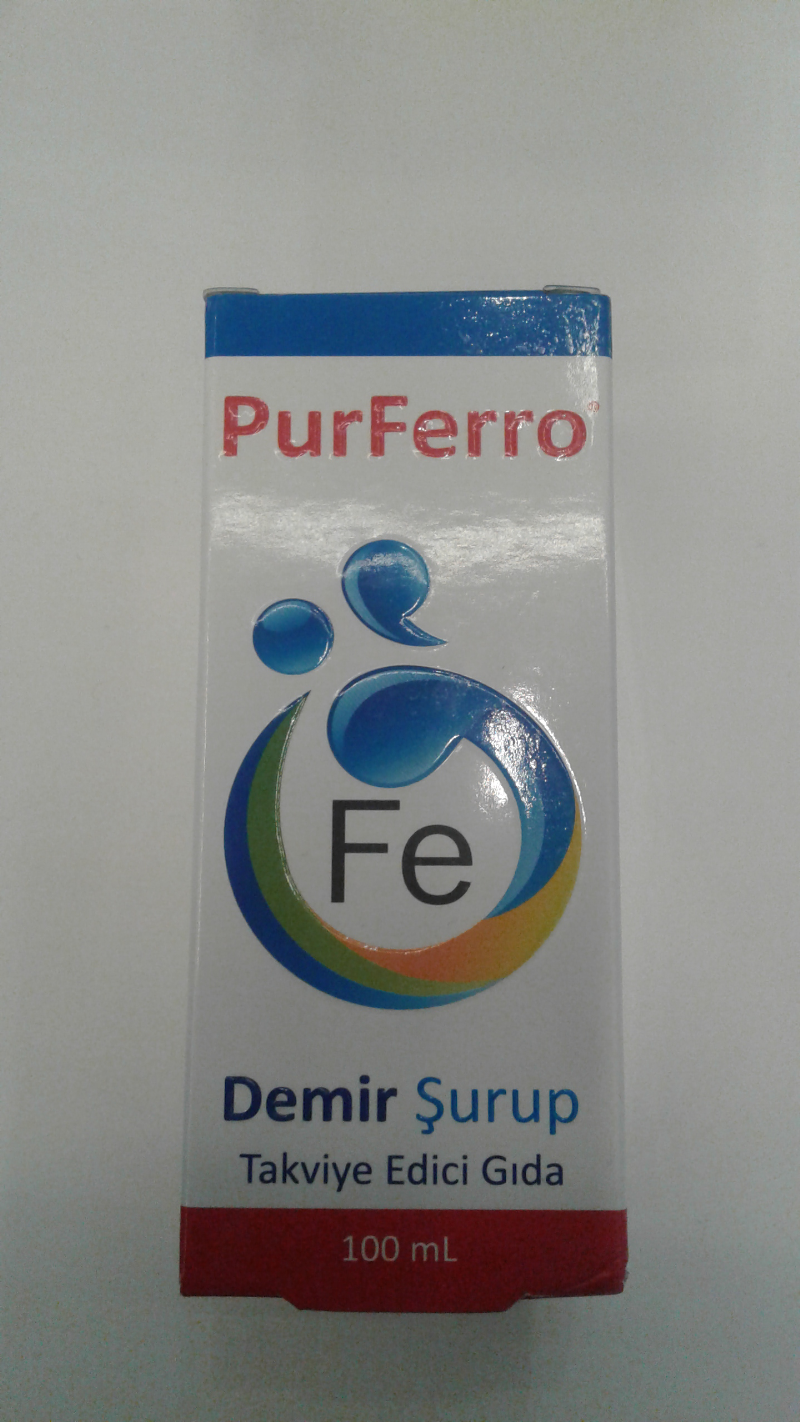 PurFerro®
Fe
Demir Şurup
Takviye Edici Gıda
100 mL